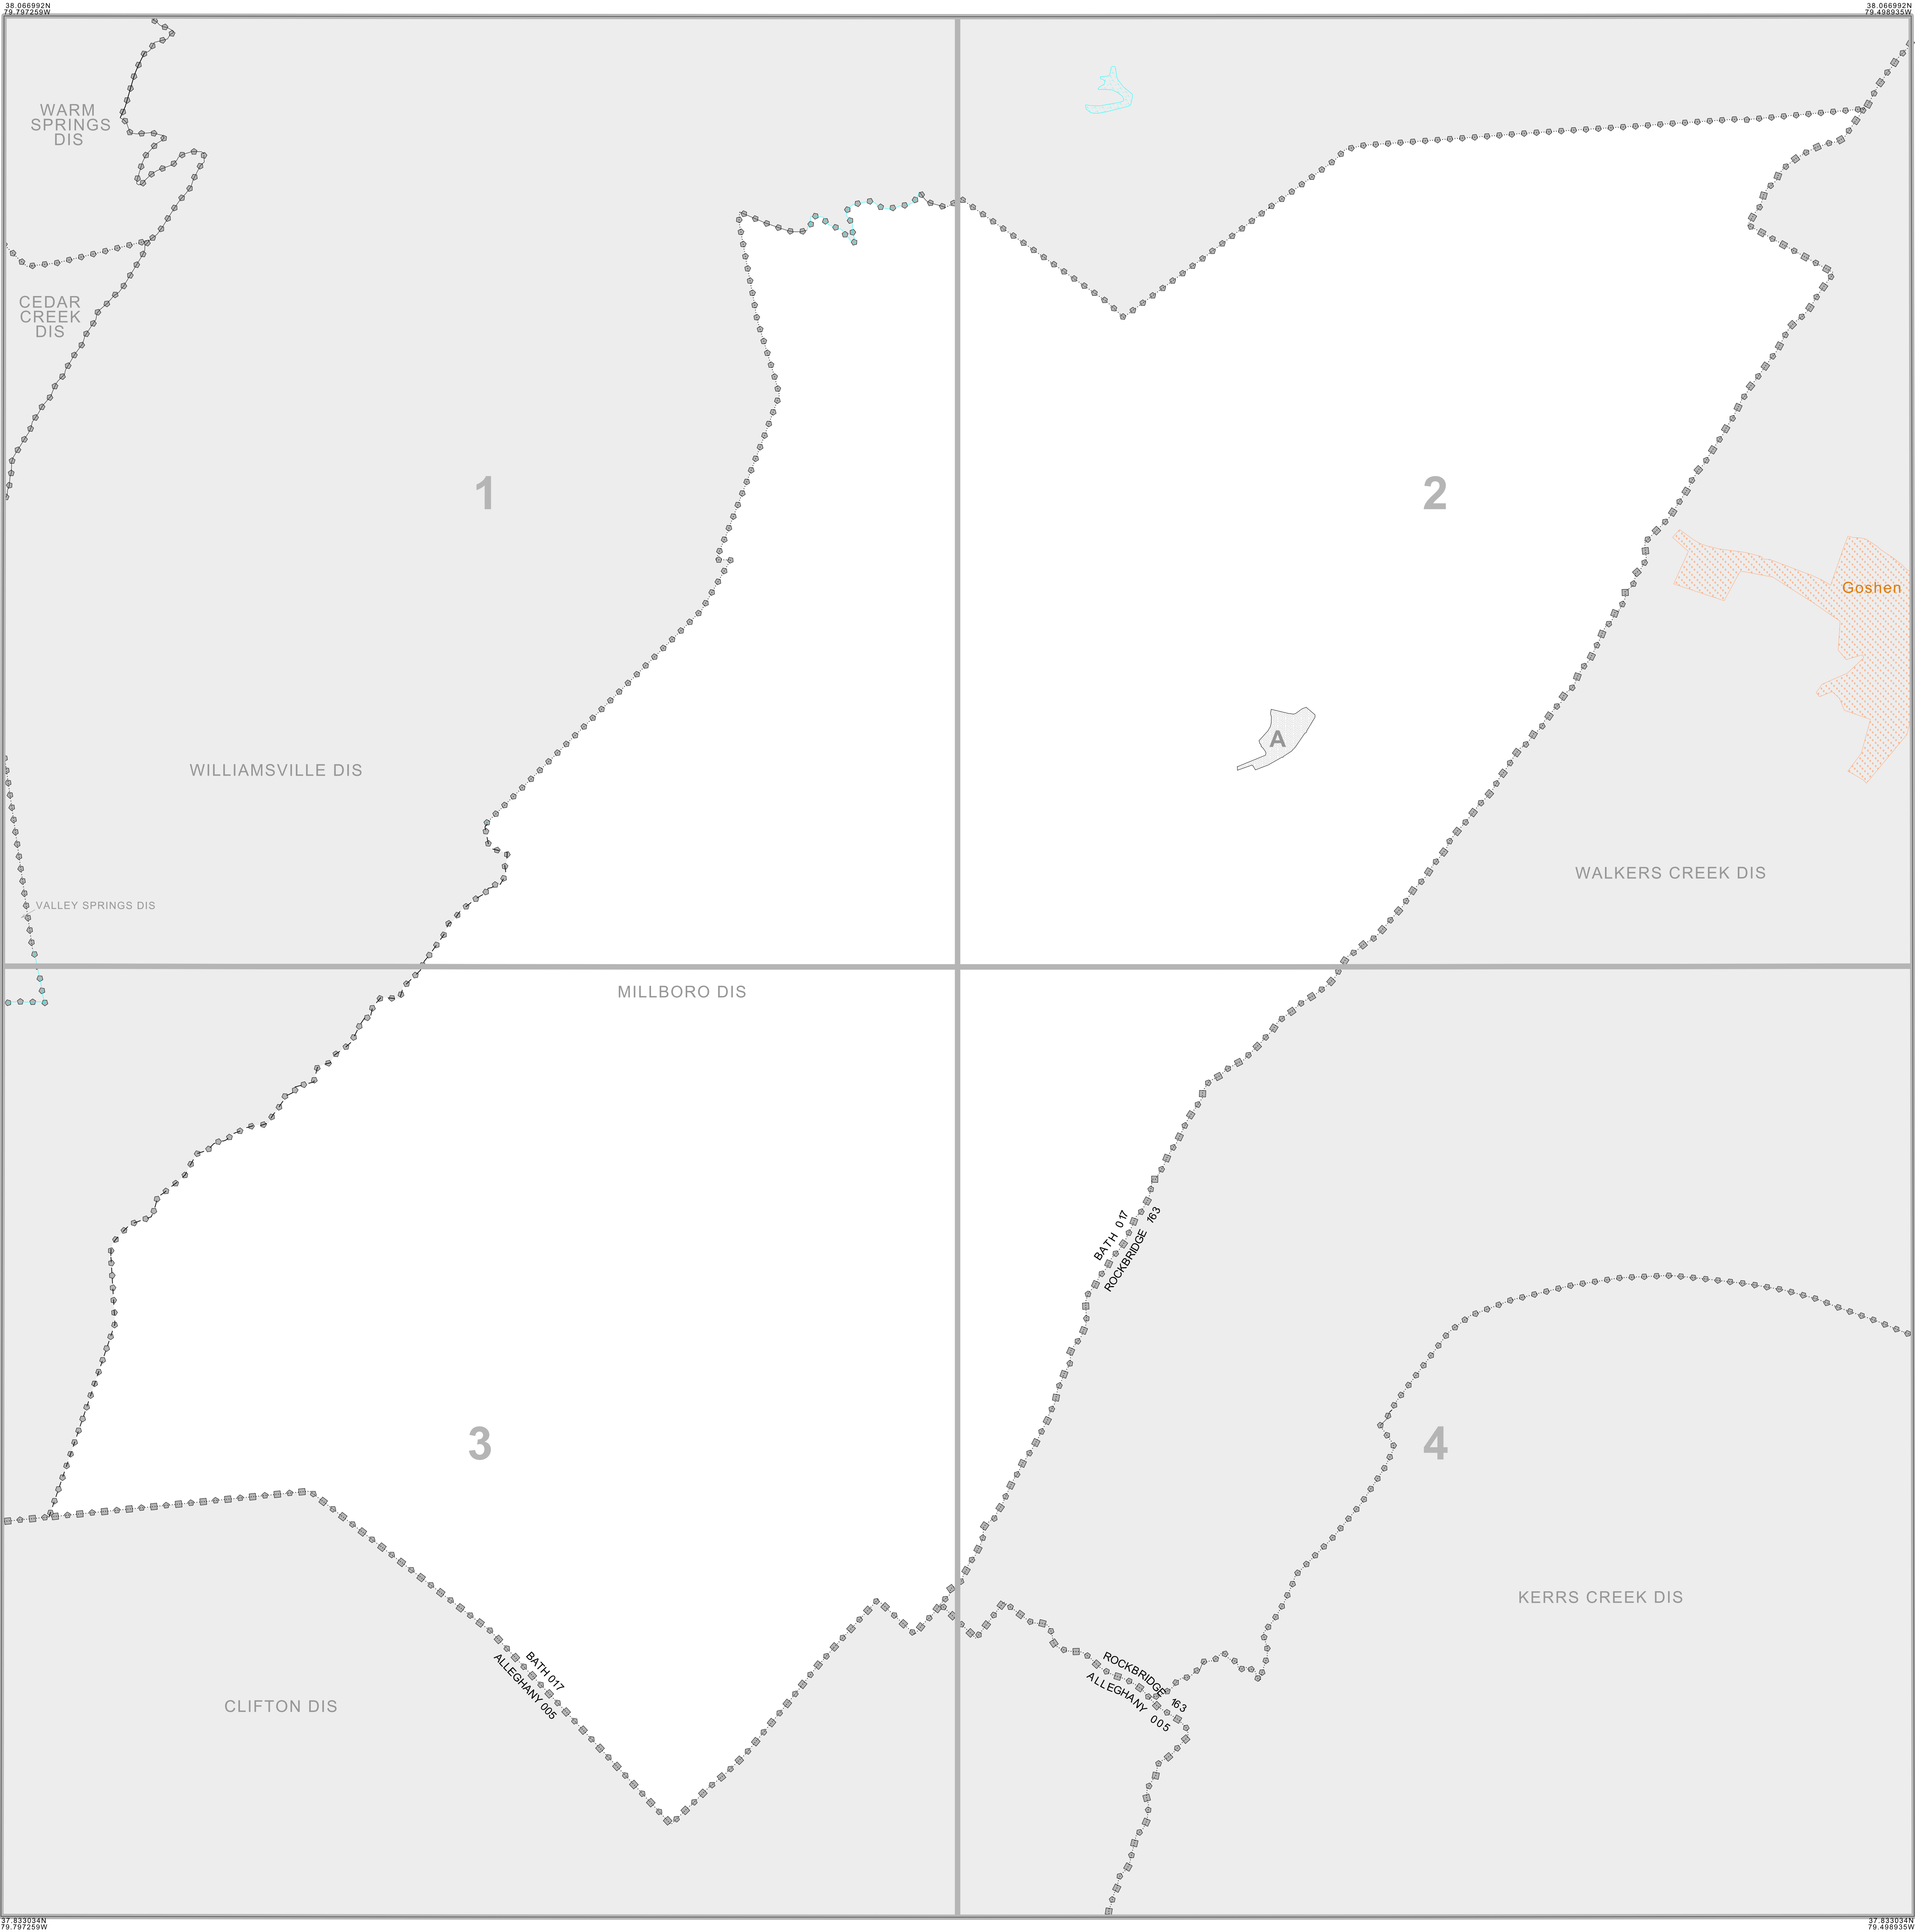 38.066992N
79.797259W
38.066992N
79.498935W
WARM
SPRINGS
DIS
CEDAR
CREEK
DIS
1
2
Goshen
A
WILLIAMSVILLE DIS
WALKERS CREEK DIS
VALLEY SPRINGS DIS
MILLBORO DIS
BATH 017
ROCKBRIDGE 163
3
4
KERRS CREEK DIS
BATH 017
ALLEGHANY 005
ROCKBRIDGE 163
ALLEGHANY 005
CLIFTON DIS
37.833034N
79.797259W
37.833034N
79.498935W